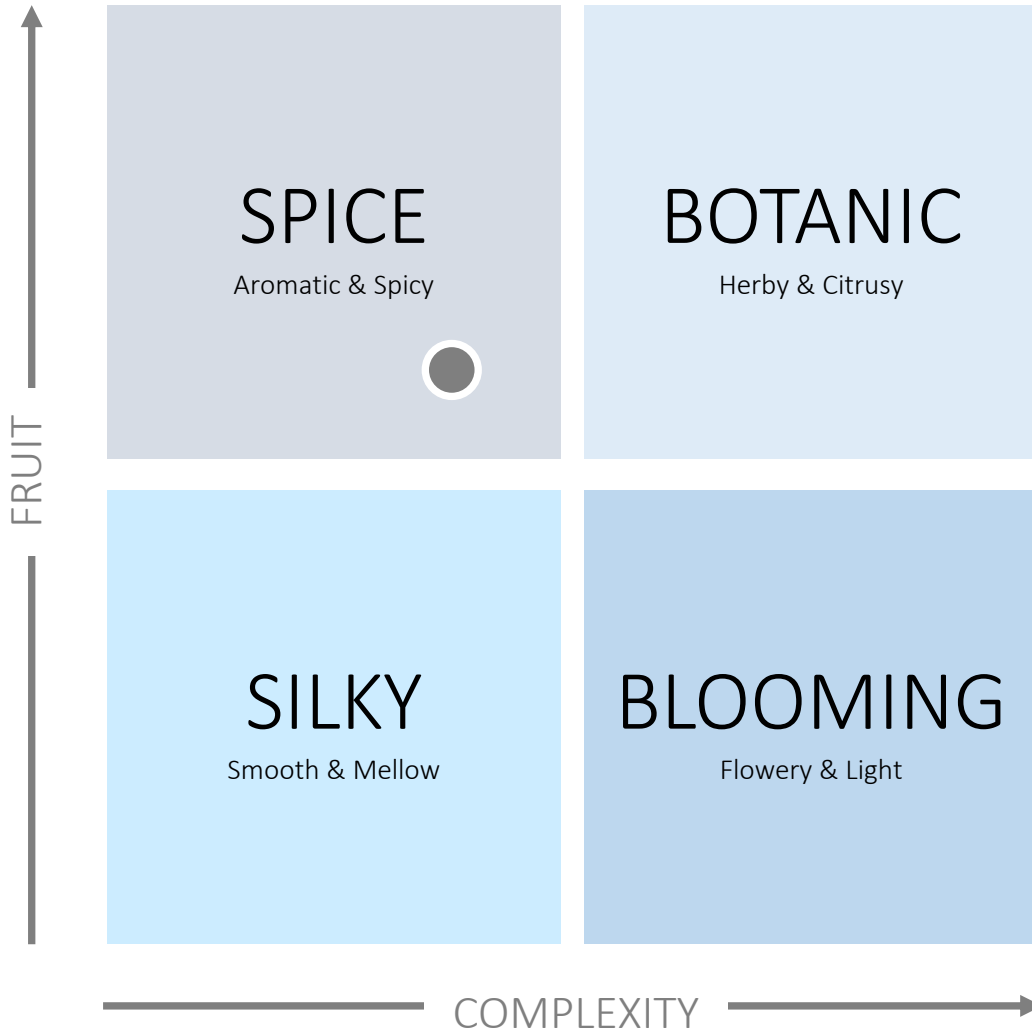 SPICE
Aromatic & Spicy
BOTANIC
Herby & Citrusy
FRUIT
SILKY
Smooth & Mellow
BLOOMING
Flowery & Light
COMPLEXITY